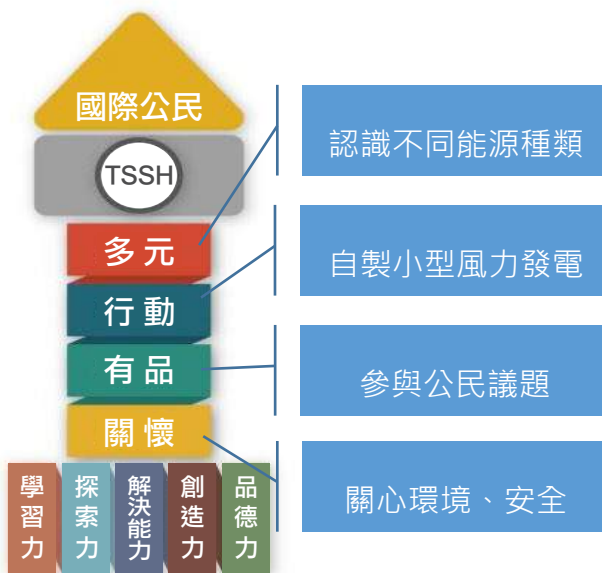 國際公民
TSSH
多元
行動
有品
關懷
學習力
探索力
解決能力
創造力
品德力
認識不同能源種類
自製小型風力發電
參與公民議題
關心環境、安全